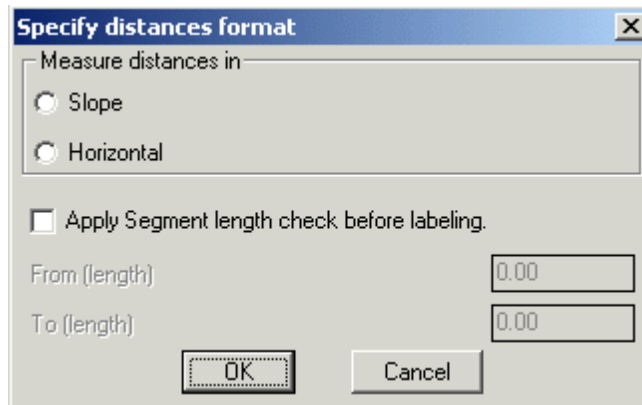 Specify distances format
Measure distances in
Slope
Horizontal
Apply Segment length check before labeling.
From (length) 0.00
To (length) 0.00
OK Cancel